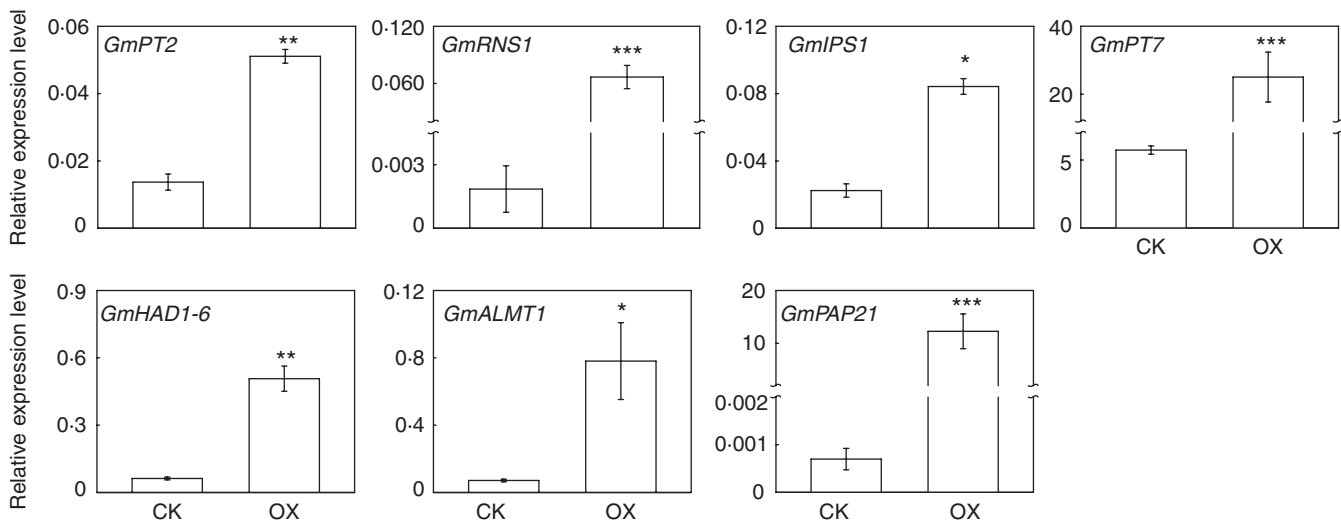 Relative expression level
0·06
0·04
0·02
0
GmPT2
**
0·120
0·060
0·003
0
GmRNS1
***
0·12
0·08
0·04
0
GmIPS1
*
40
20
5
0
GmPT7
***
CK OX
Relative expression level
0·9
0·6
0·3
0
GmHAD1-6
**
CK OX
0·12
0·8
0·4
0
GmALMT1
*
CK OX
20
10
0·002
0·001
0
GmPAP21
***
CK OX